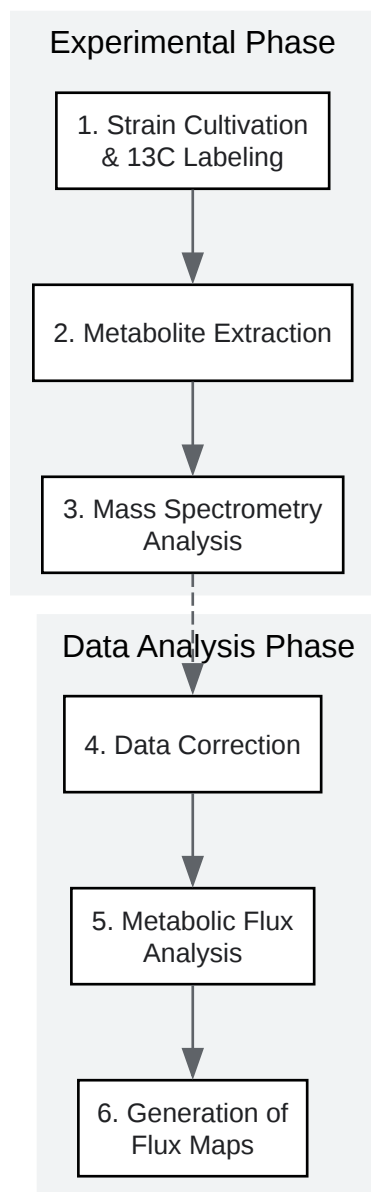 Experimental Phase
1. Strain Cultivation
& 13C Labeling
2. Metabolite Extraction
3. Mass Spectrometry
Analysis
Data Analysis Phase
4. Data Correction
5. Metabolic Flux
Analysis
6. Generation of
Flux Maps